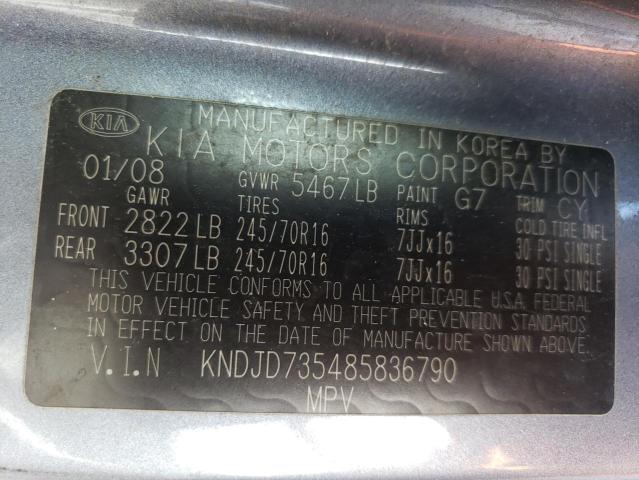 KIA
MANUFACTURED IN KOREA BY
KIA MOTORS CORPORATION
01/08 GVWR 5467LB PAINT G7 TRIM CY
GAWR TIRES RIMS COLD TIRE INFL
FRONT 2822LB 245/70R16 7JJx16 30 PSI SINGLE
REAR 3307LB 245/70R16 7JJx16 30 PSI SINGLE
THIS VEHICLE CONFORMS TO ALL APPLICABLE U.S.A. FEDERAL
MOTOR VEHICLE SAFETY AND THEFT PREVENTION STANDARDS
IN EFFECT ON THE DATE OF MANUFACTURE SHOWN ABOVE.
V.I.N KNDJD735485836790
MPV